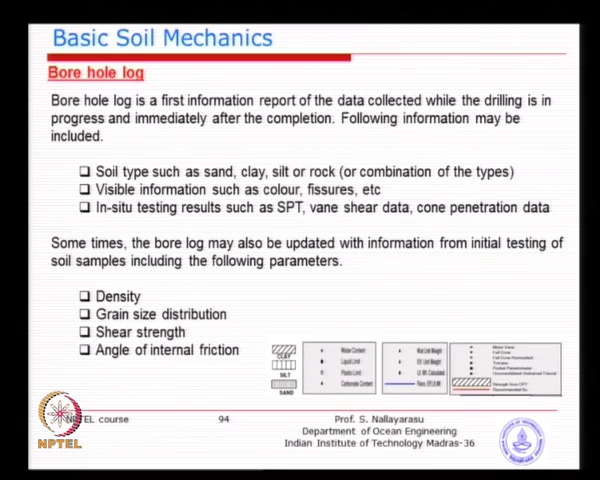 Basic Soil Mechanics
Bore hole log
Bore hole log is a first information report of the data collected while the drilling is in
progress and immediately after the completion. Following information may be
included.
Soil type such as sand, clay, silt or rock (or combination of the types)
Visible information such as colour, fissures, etc
In-situ testing results such as SPT, vane shear data, cone penetration data
Some times, the bore log may also be updated with information from initial testing of
soil samples including the following parameters.
Density
Grain size distribution
Shear strength
Angle of internal friction
CLAY
SILT
SAND
Water Content
Liquid Limit
Plastic Limit
Carbonate Content
NPTEL course
94
Prof. S. Nallayarasu
Department of Ocean Engineering
Indian Institute of Technology Madras-36
NPTEL